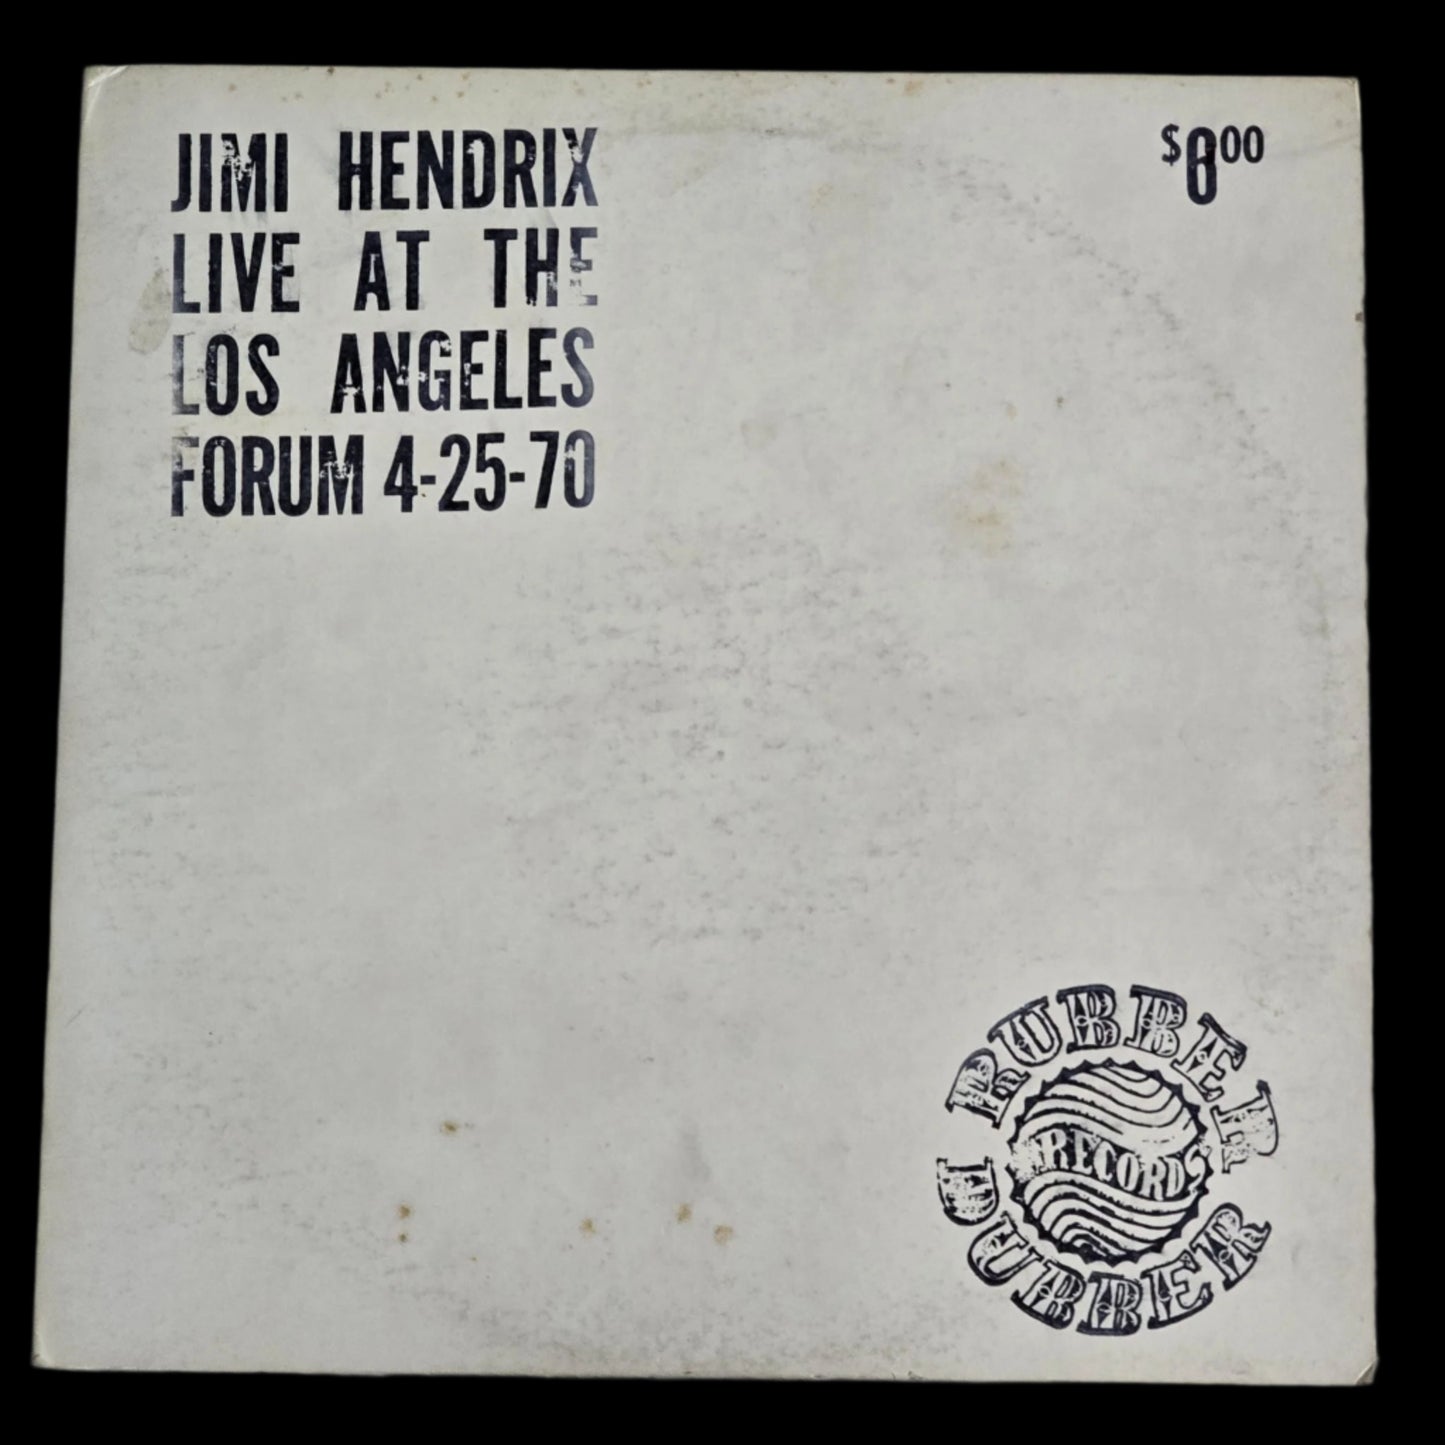 JIMI HENDRIX
LIVE AT THE
LOS ANGELES
FORUM 4-25-70
$6.00
RUBBER
DUBBER
RECORDS